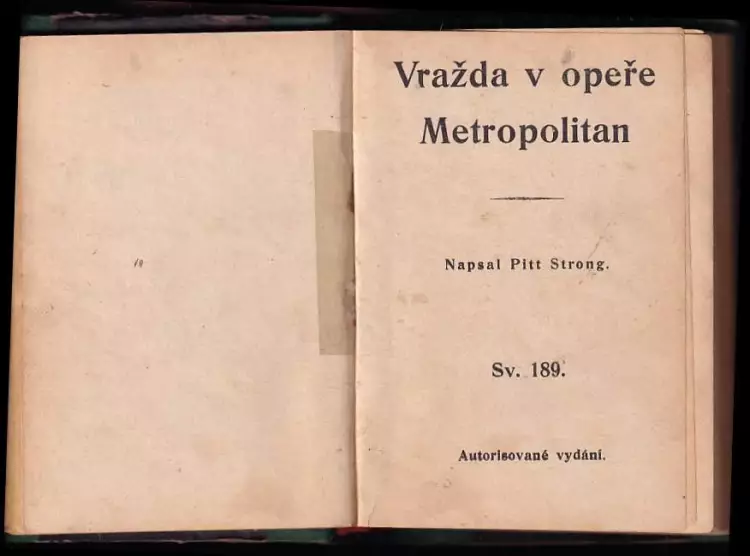 Vražda v opeře
Metropolitan
Napsal Pitt Strong.
Sv. 189.
Autorisované vydání.